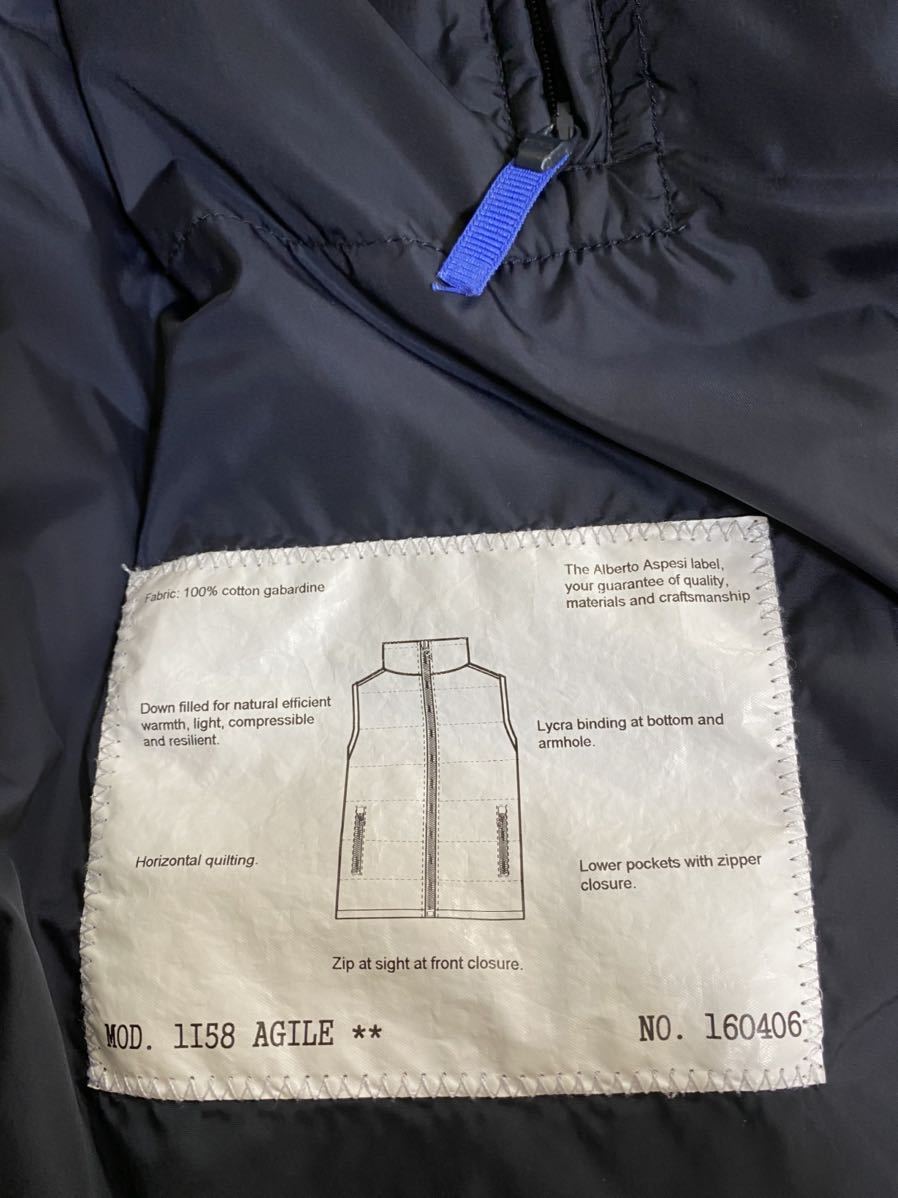 Fabric: 100% cotton gabardine
The Alberto Aspesi label,
your guarantee of quality,
materials and craftsmanship
Down filled for natural efficient
warmth, light, compressible
and resilient.
Lycra binding at bottom and
armhole.
Horizontal quilting.
Lower pockets with zipper
closure.
Zip at sight at front closure.
MOD. 1I58 AGILE **
NO. 160406